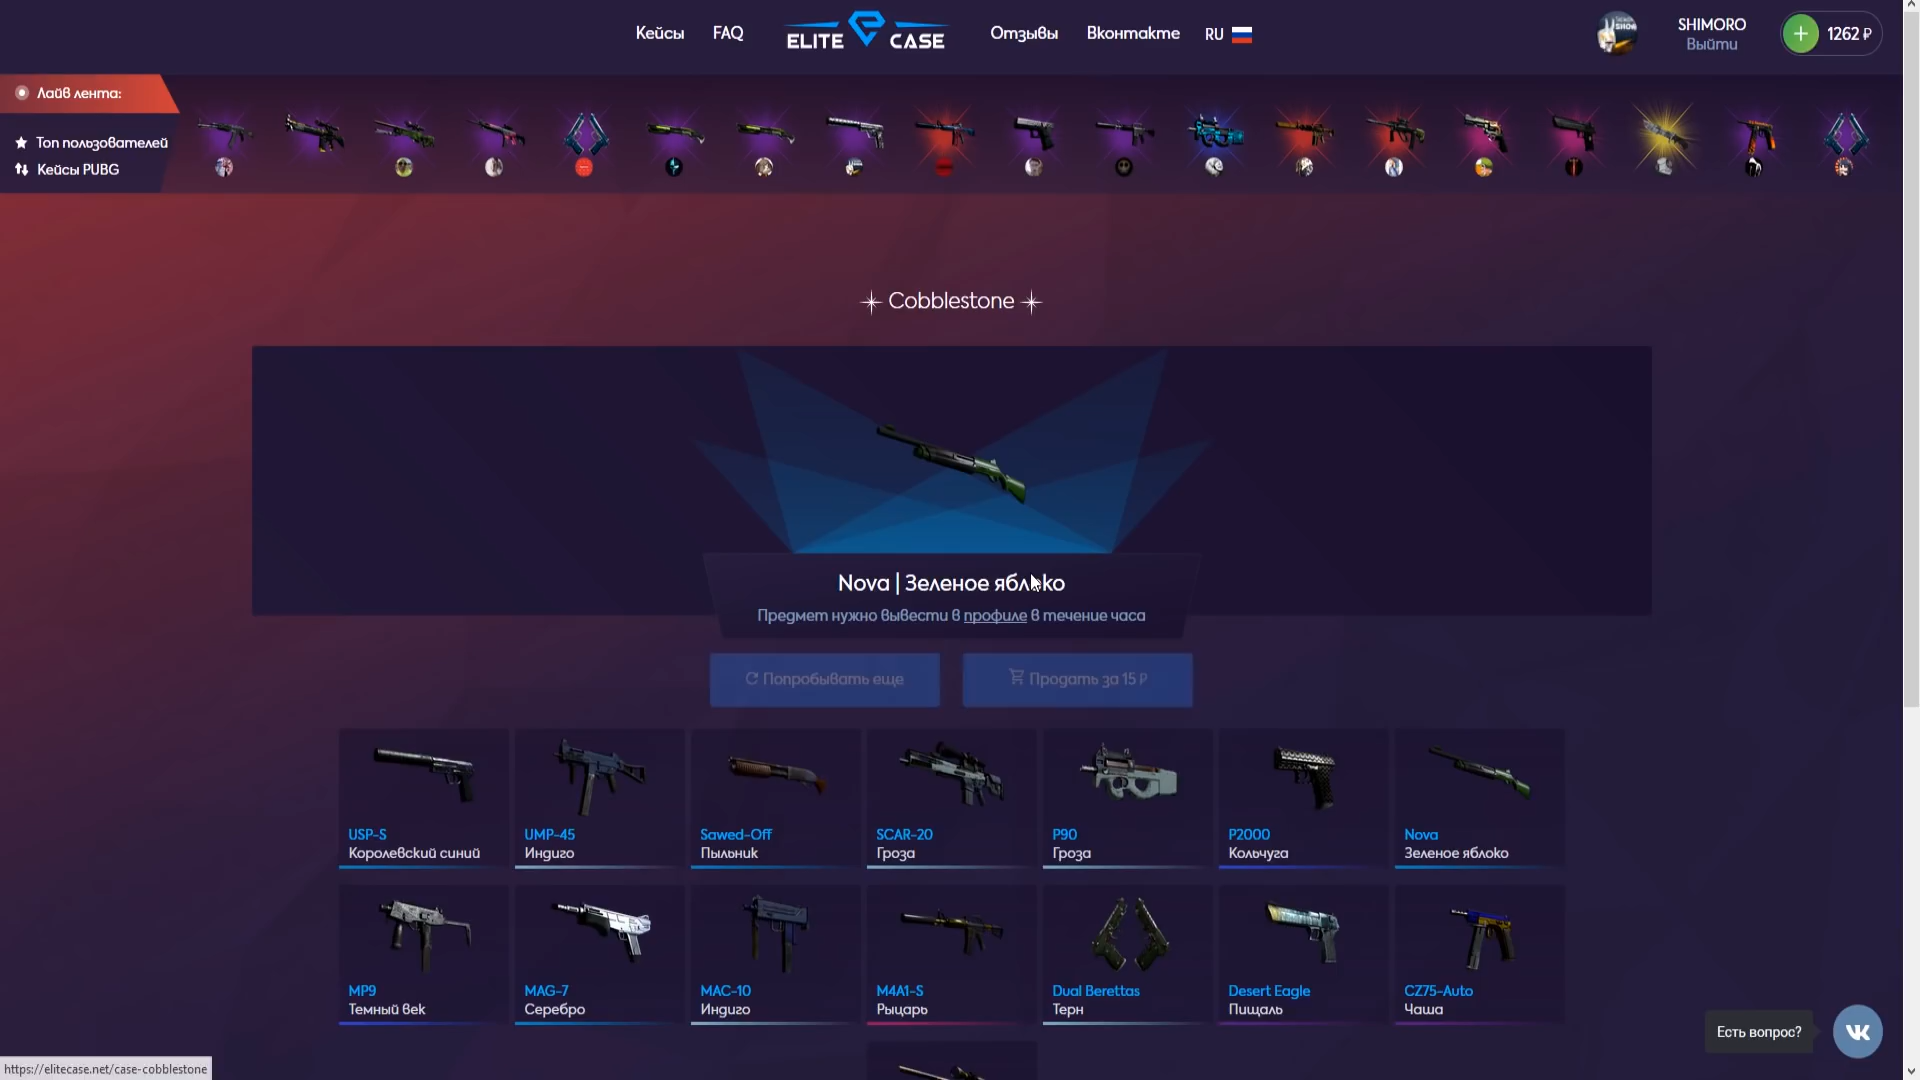 Кейсы
FAQ
ELITE CASE
Отзывы
Вконтакте
RU
SHIMORO
Выйти
1262 ₽
Лайв лента:
Топ пользователей
Кейсы PUBG
Cobblestone
Nova | Зеленое яблоко
Предмет нужно вывести в профиле в течение часа
Попробывать еще
Продать за 15 ₽
USP-S
Королевский синий
UMP-45
Индиго
Sawed-Off
Пыльник
SCAR-20
Гроза
P90
Гроза
P2000
Кольчуга
Nova
Зеленое яблоко
MP9
Темный век
MAG-7
Серебро
MAC-10
Индиго
M4A1-S
Рыцарь
Dual Berettas
Терн
Desert Eagle
Пищаль
CZ75-Auto
Чаша
Есть вопрос?
https://elitecase.net/case-cobblestone